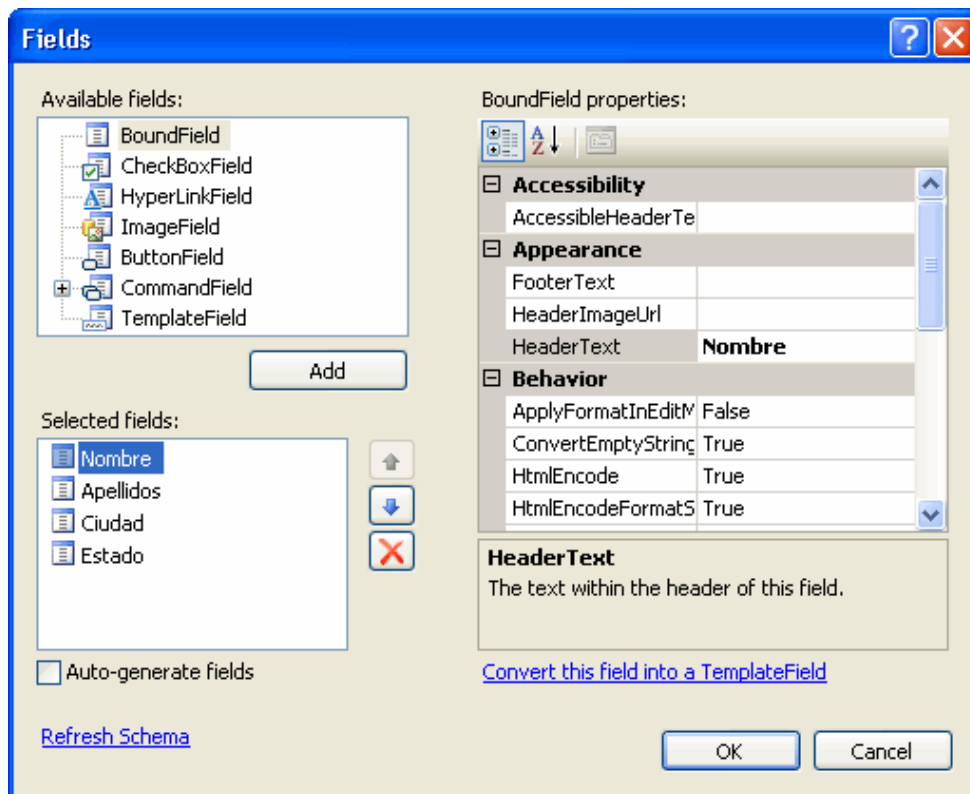 Fields
Available fields:
BoundField
CheckBoxField
HyperLinkField
ImageField
ButtonField
CommandField
TemplateField
Add
Selected fields:
Nombre
Apellidos
Ciudad
Estado
Auto-generate fields
Refresh Schema
BoundField properties:
Accessibility
AccessibleHeaderTe
Appearance
FooterText
HeaderImageUrl
HeaderText Nombre
Behavior
ApplyFormatInEditM False
ConvertEmptyString True
HtmlEncode True
HtmlEncodeFormatS True
HeaderText
The text within the header of this field.
Convert this field into a TemplateField
OK Cancel